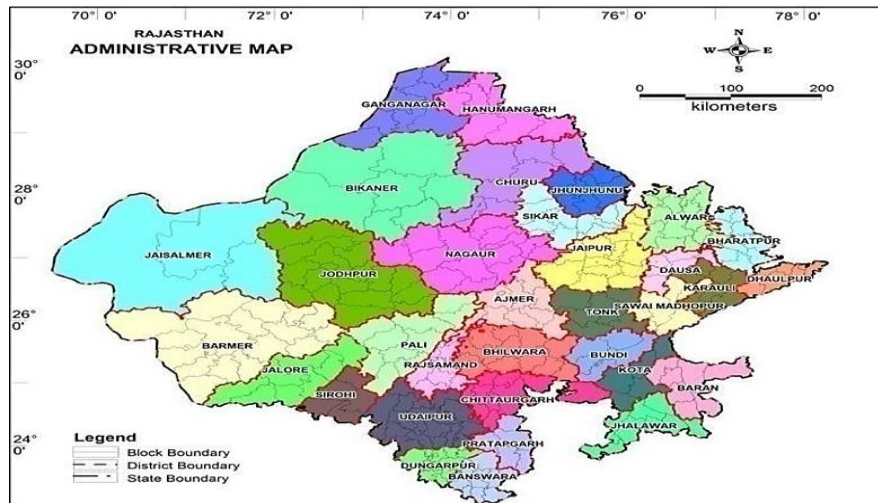 70° 0' 72° 0' 74° 0' 76° 0' 78° 0'
RAJASTHAN
ADMINISTRATIVE MAP
N
W E
S
0 100 200
kilometers
30°
0'
28°
0'
26°
0'
24°
0'
GANGANAGAR
HANUMANGARH
BIKANER
CHURU
JHUNJHUNU
SIKAR
ALWAR
BHARATPUR
JAISALMER
JODHPUR
NAGAUR
JAIPUR
DAUSA
DHAULPUR
KARAULI
AJMER
SAWAI MADHOPUR
TONK
BARMER
PALI
BHILWARA
BUNDI
JALORE
RAJSAMAND
KOTA
BARAN
SIROHI
CHITTAURGARH
UDAIPUR
JHALAWAR
PRATAPGARH
DUNGARPUR
BANSWARA
Legend
Block Boundary
District Boundary
State Boundary